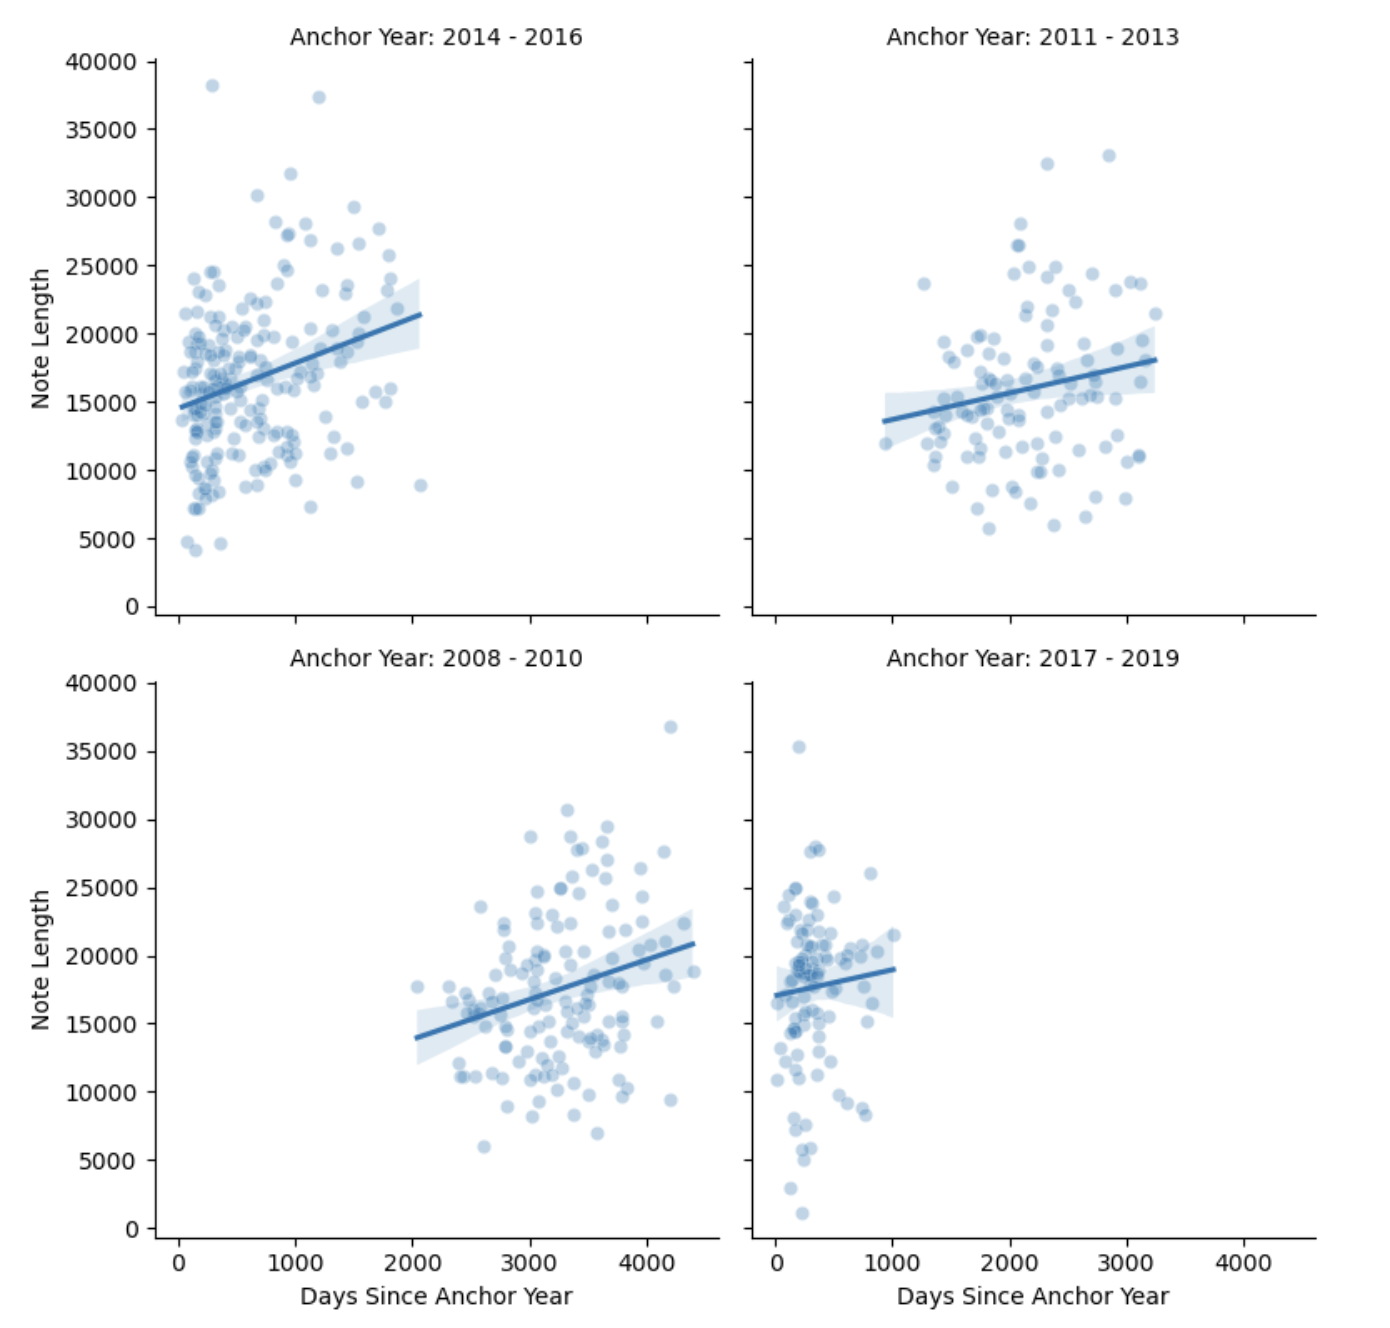 Anchor Year: 2014 - 2016
Anchor Year: 2011 - 2013
40000
35000
30000
25000
20000
15000
10000
5000
0
Note Length
Anchor Year: 2008 - 2010
Anchor Year: 2017 - 2019
40000
35000
30000
25000
20000
15000
10000
5000
0
Note Length
0 1000 2000 3000 4000
0 1000 2000 3000 4000
Days Since Anchor Year
Days Since Anchor Year